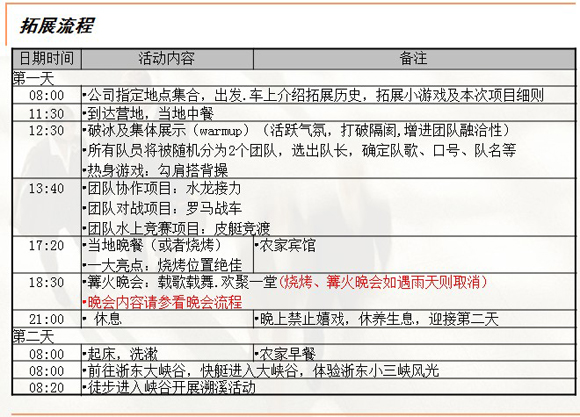 拓展流程
日期时间 活动内容 备注
第一天
08:00 •公司指定地点集合，出发.车上介绍拓展历史，拓展小游戏及本次项目细则
11:30 •到达营地，当地中餐
12:30 •破冰及集体展示（warmup）（活跃气氛，打破隔阂,增进团队融洽性）
•所有队员将被随机分为2个团队，选出队长，确定队歌、口号、队名等
•热身游戏：勾肩搭背操
13:40 •团队协作项目：水龙接力
•团队对战项目：罗马战车
•团队水上竞赛项目：皮艇竞渡
17:20 •当地晚餐（或者烧烤） •农家宾馆
•一大亮点：烧烤位置绝佳
18:30 •篝火晚会：载歌载舞.欢聚一堂(烧烤、篝火晚会如遇雨天则取消)
•晚会内容请参看晚会流程
21:00 • 休息 •晚上禁止嬉戏，休养生息，迎接第二天
第二天
08:00 •起床，洗漱 •农家早餐
08:00 •前往浙东大峡谷，快艇进入大峡谷，体验浙东小三峡风光
08:20 •徒步进入峡谷开展溯溪活动